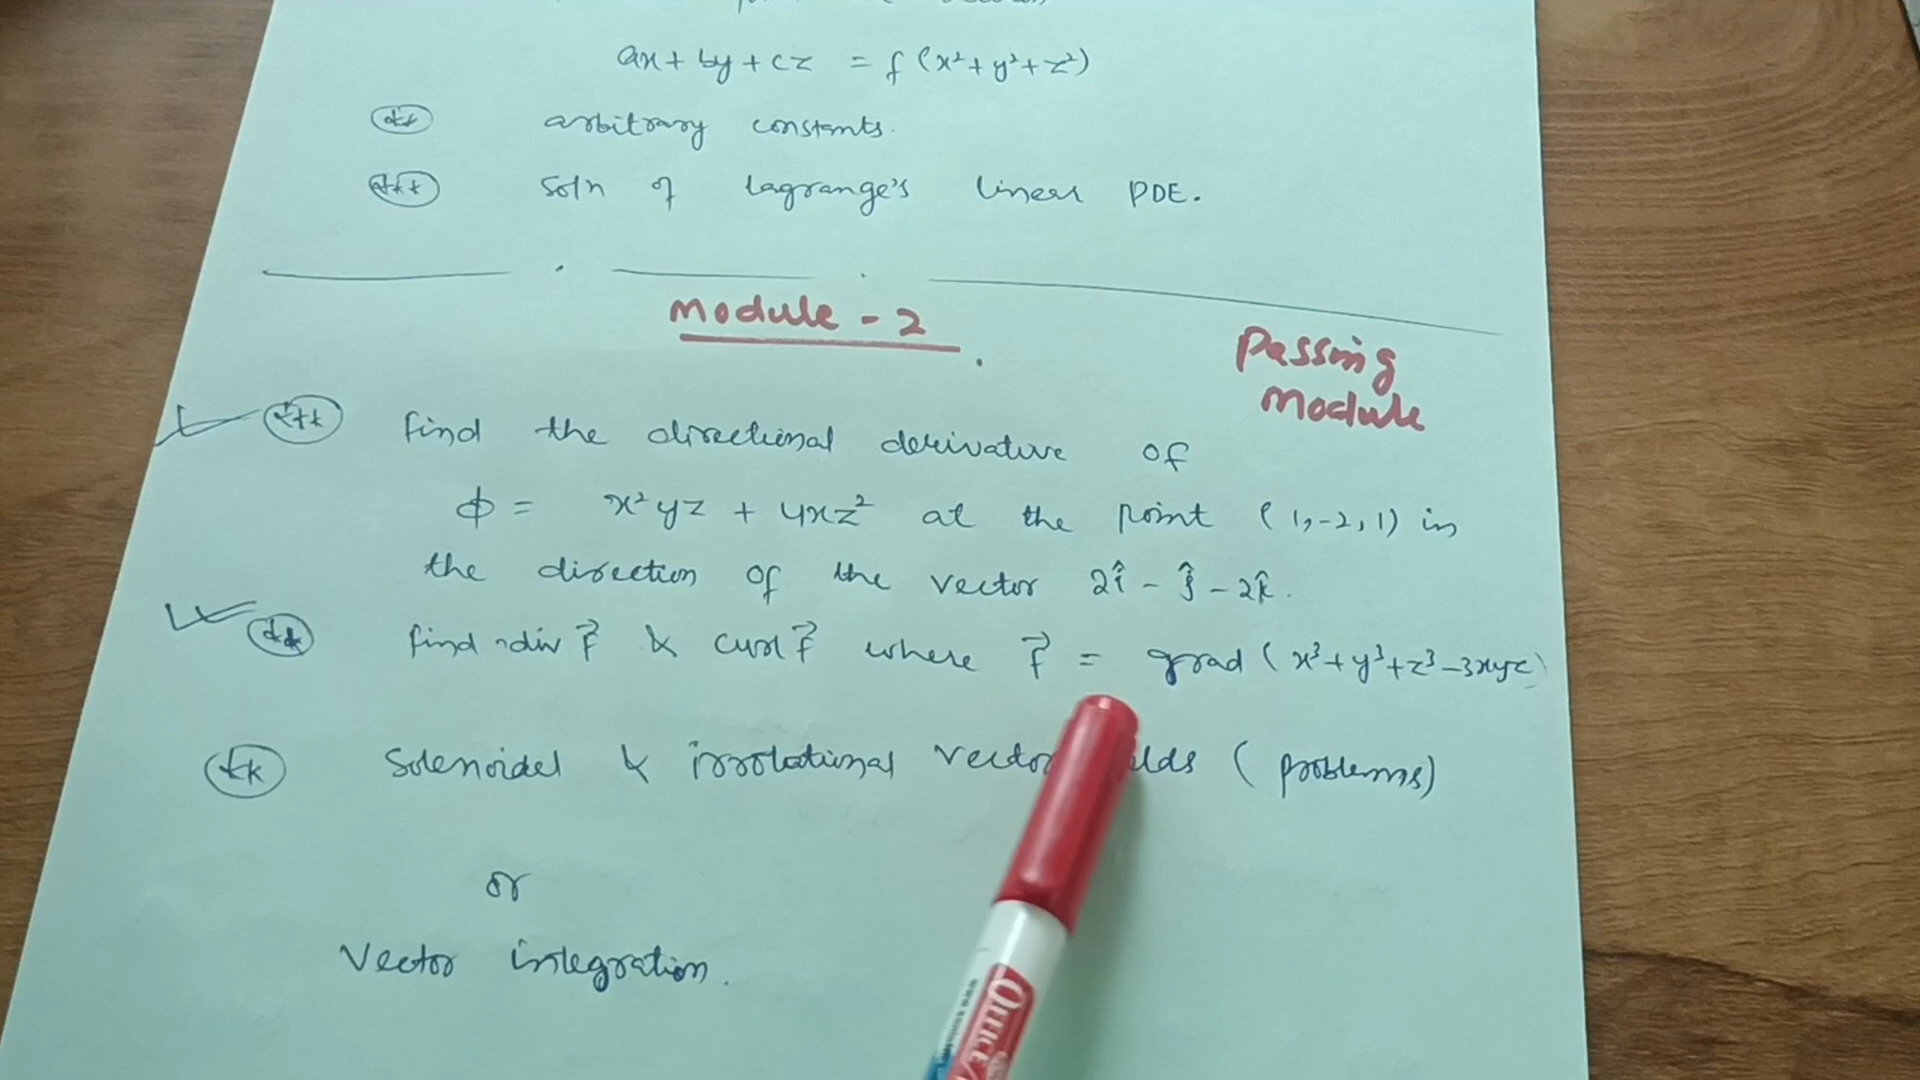 ax + by + cz = f (x² + y² + z²)
arbitrary constants.
soln of lagrange's linear PDE.
Module - 2
Passing
Module
find the directional derivative of
ϕ = x²yz + 4xz² at the point (1,-2,1) in
the direction of the vector 2î - ĵ - 2k̂.
find div F⃗ & curl F⃗ where F⃗ = grad (x³+y³+z³-3xyz)
Solenoidal & irrotational vector (problems)
or
Vector integration.